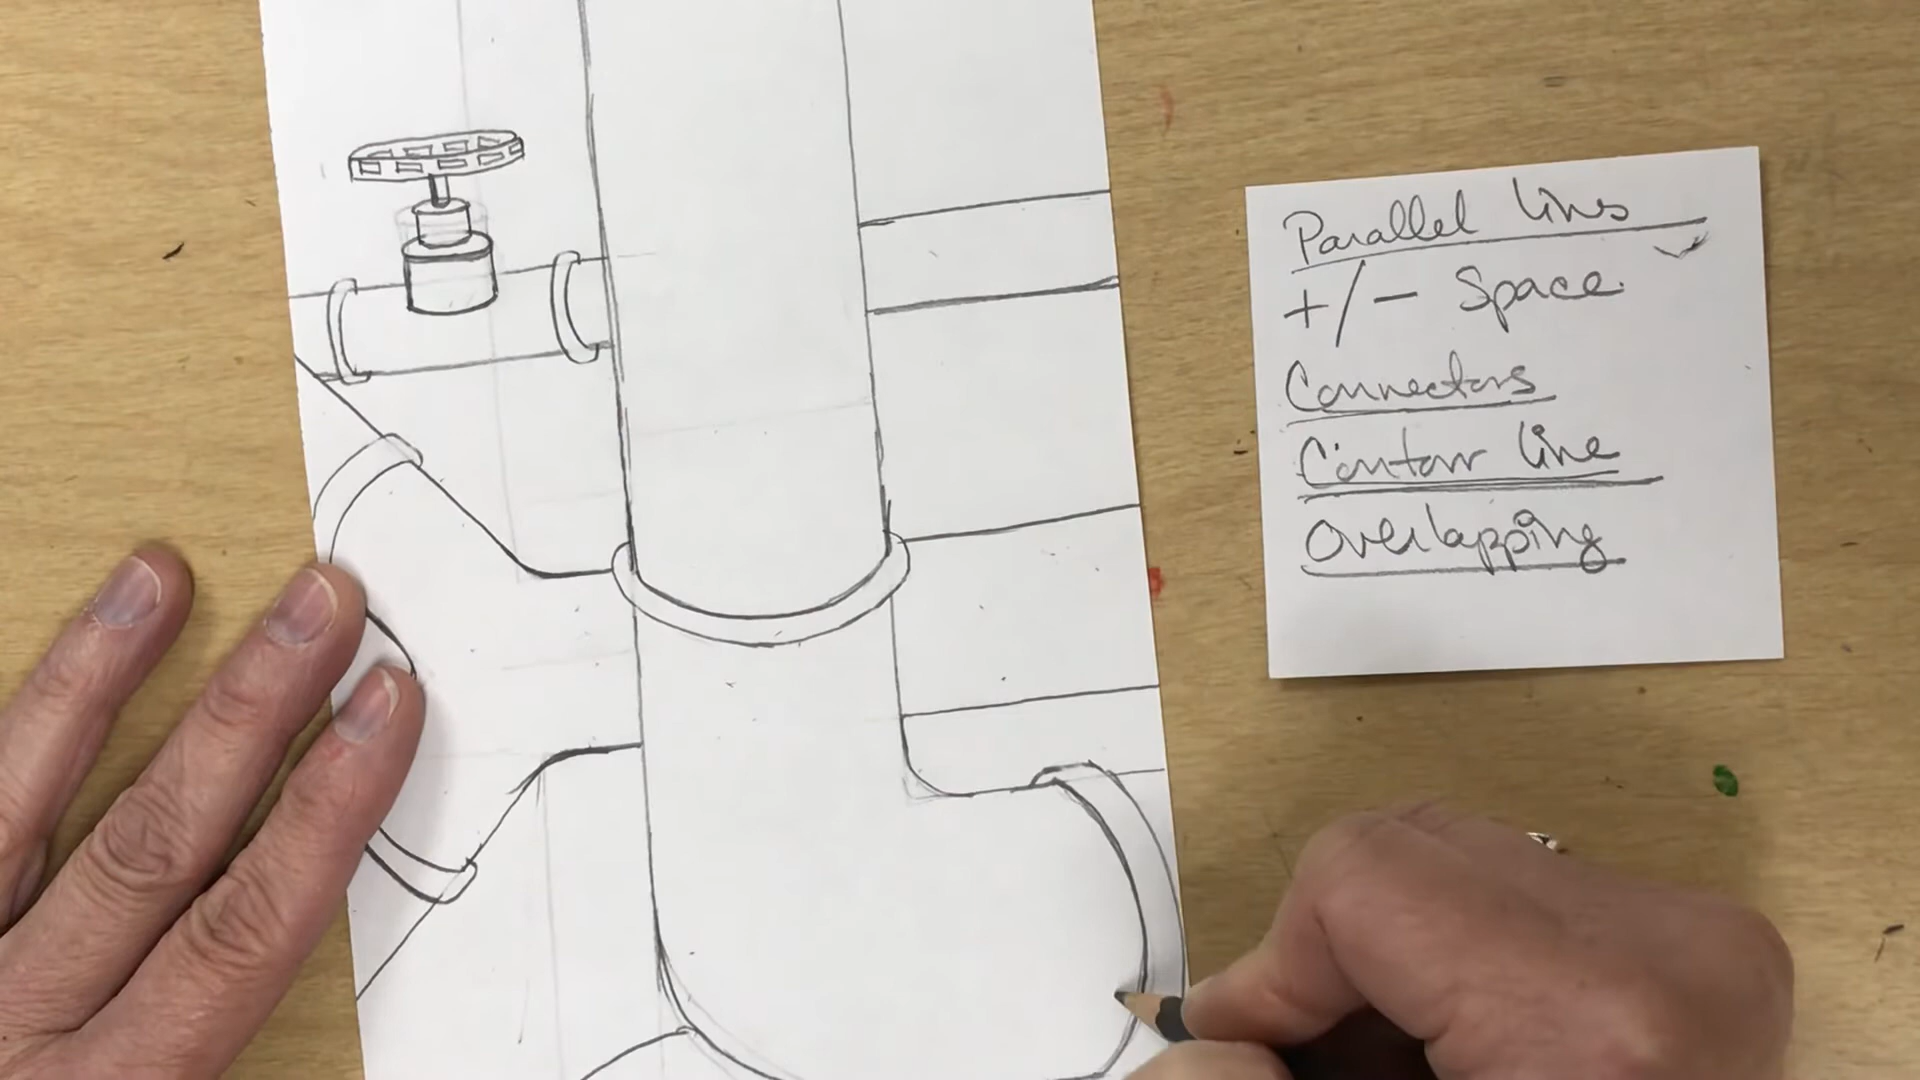 Parallel lines
+/- Space
Connectors
Contour line
Overlapping